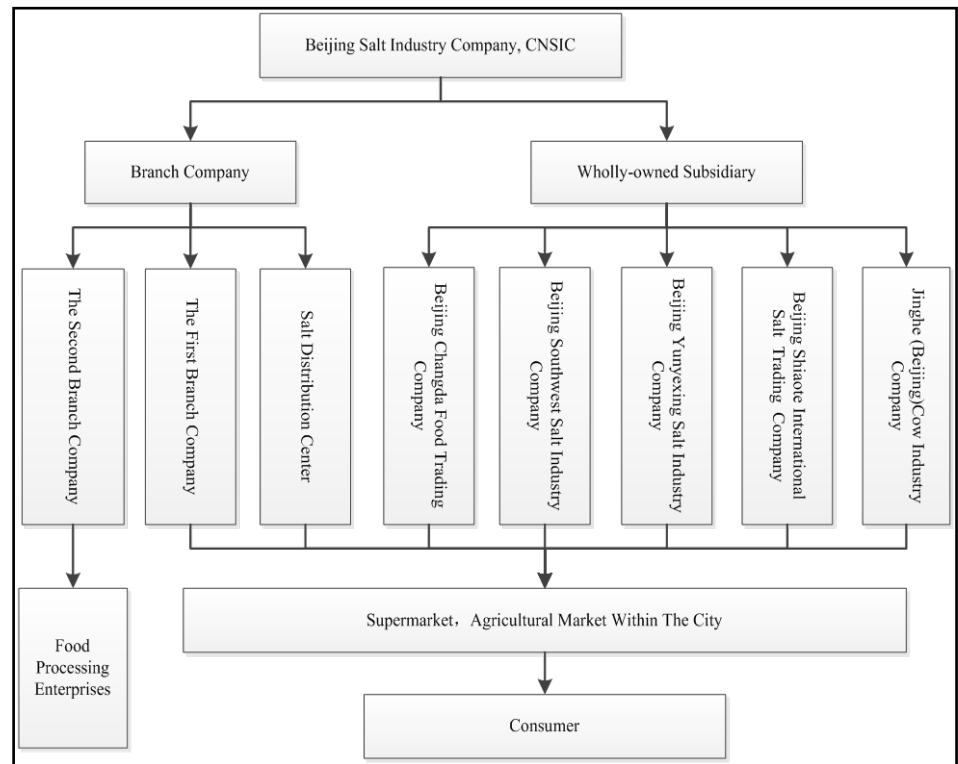 Beijing Salt Industry Company, CNSIC
Branch Company
Wholly-owned Subsidiary
The Second Branch Company
The First Branch Company
Salt Distribution Center
Beijing Changda Food Trading
Company
Beijing Southwest Salt Industry
Company
Beijing Yunyexing Salt Industry
Company
Beijing Shiaote International
Salt Trading Company
Jinghe (Beijing)Cow Industry
Company)
Food
Processing
Enterprises
Supermarket，Agricultural Market Within The City
Consumer